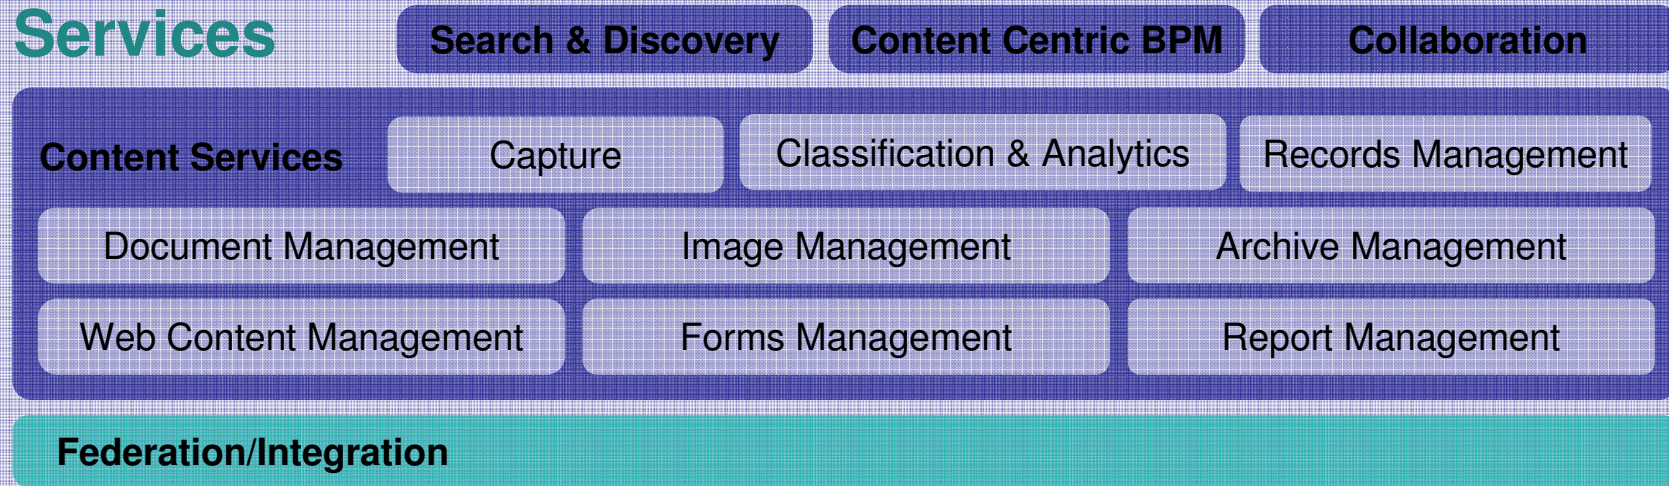 Services
Search & Discovery
Content Centric BPM
Collaboration
Content Services
Capture
Classification & Analytics
Records Management
Document Management
Image Management
Archive Management
Web Content Management
Forms Management
Report Management
Federation/Integration